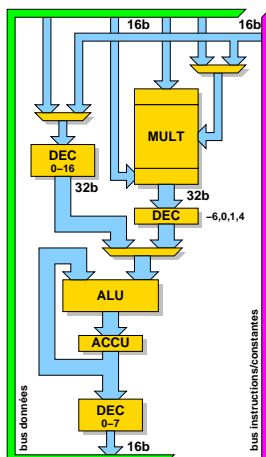 16b
16b
MULT
DEC
0–16
32b
32b
DEC
–6,0,1,4
ALU
ACCU
DEC
0–7
16b
bus données
bus instructions/constantes